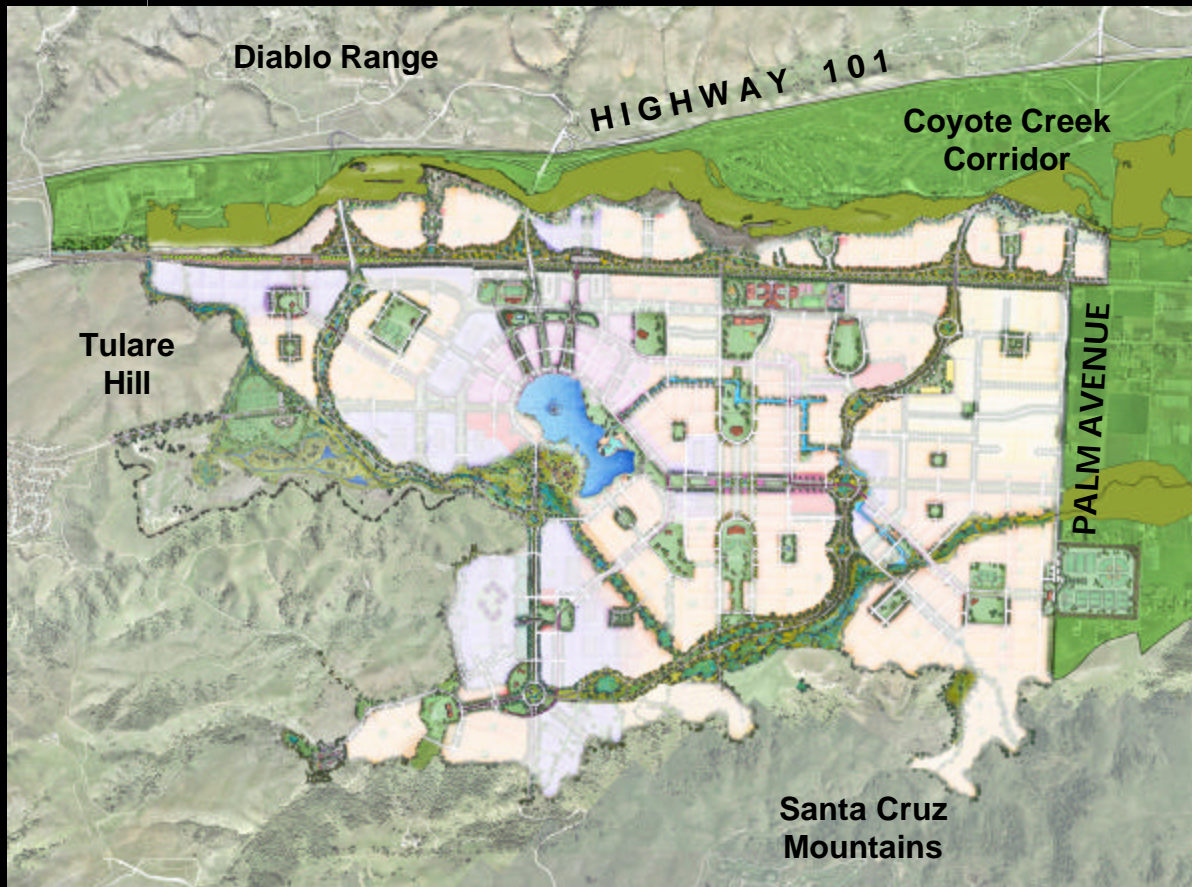 Diablo Range
HIGHWAY 101
Coyote Creek
Corridor
Tulare
Hill
PALM AVENUE
Santa Cruz
Mountains